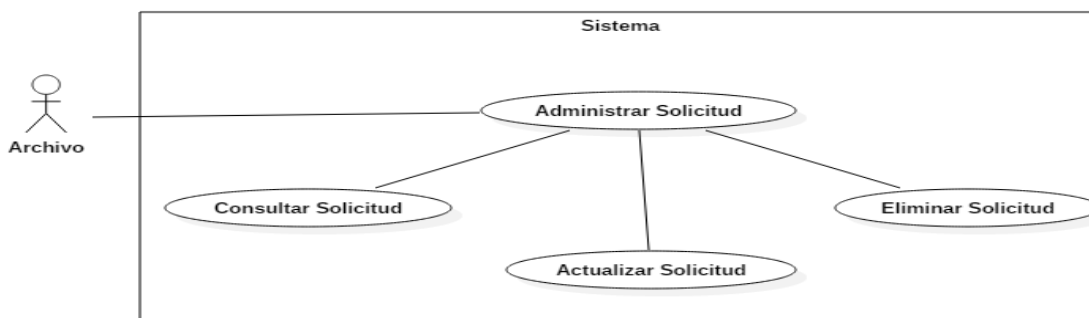 Sistema
Administrar Solicitud
Archivo
Consultar Solicitud
Eliminar Solicitud
Actualizar Solicitud